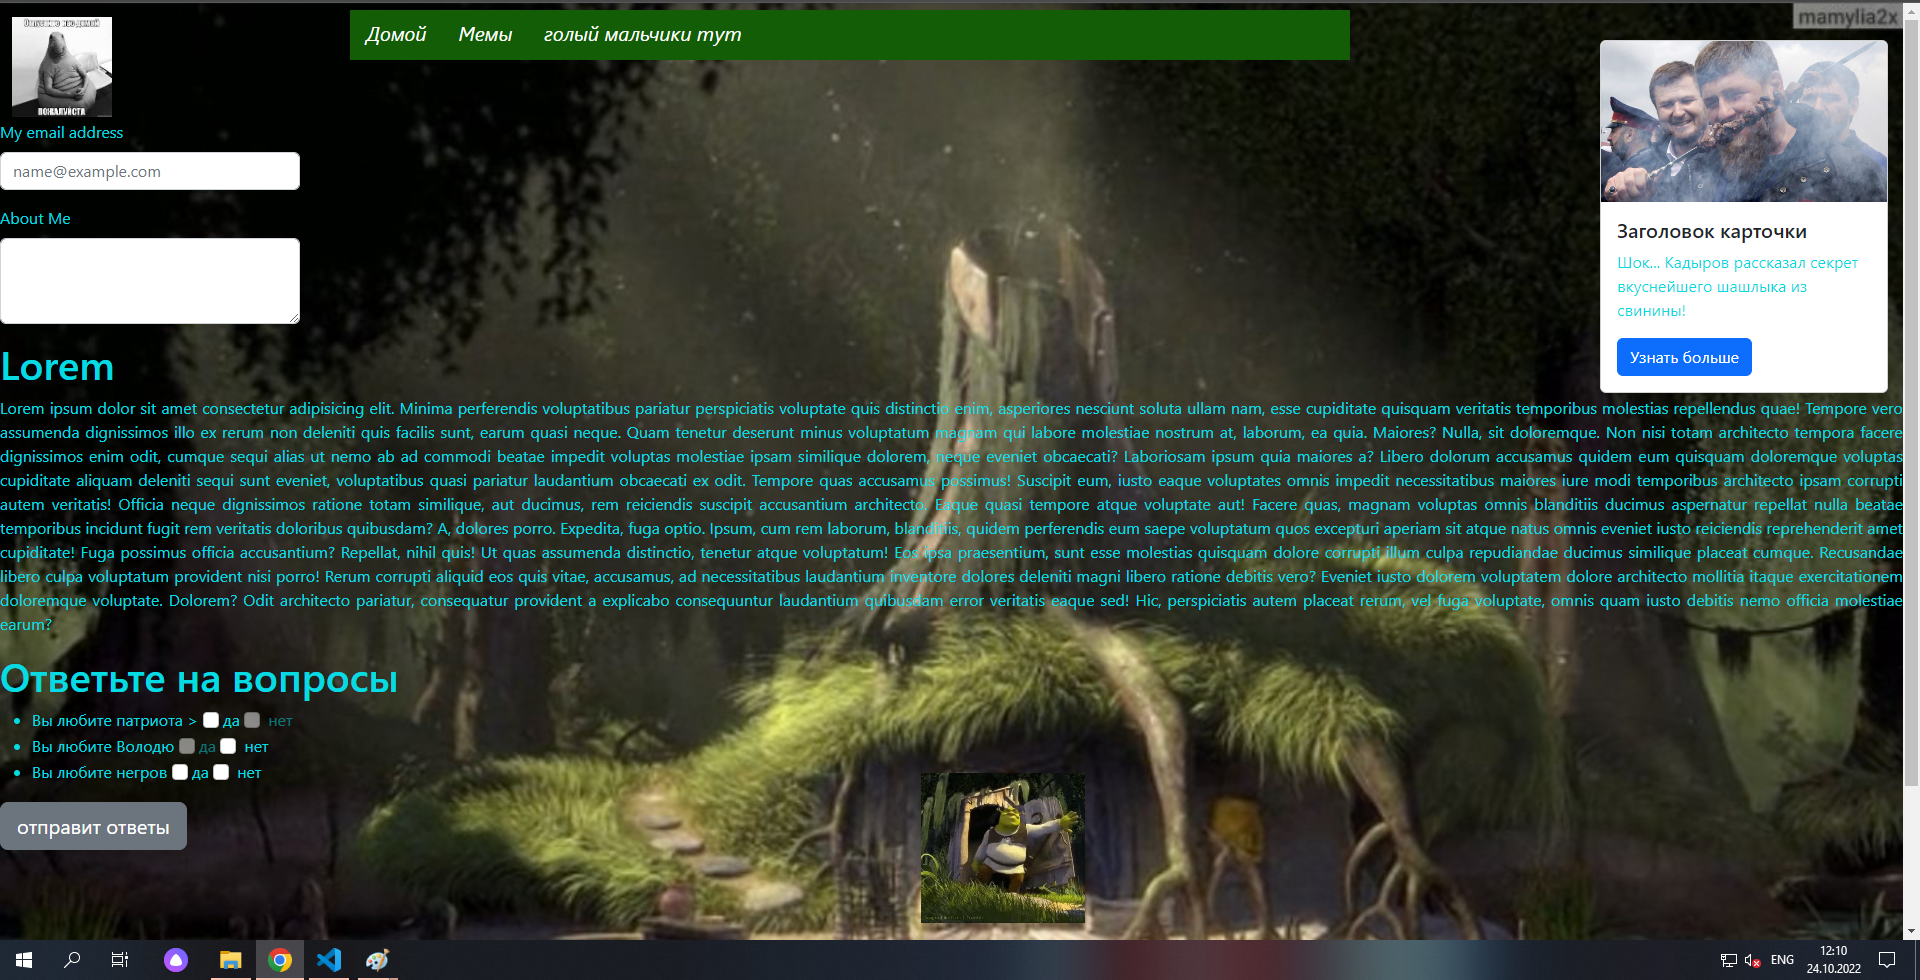 Отпустите нас домой
ПОЖАЛУЙСТА
Домой Мемы голый мальчики тут
mamylia2x
My email address
name@example.com
About Me
Заголовок карточки
Шок... Кадыров рассказал секрет
вкуснейшего шашлыка из
свинины!
Узнать больше
Lorem
Lorem ipsum dolor sit amet consectetur adipisicing elit. Minima perferendis voluptatibus pariatur perspiciatis voluptate quis distinctio enim, asperiores nesciunt soluta ullam nam, esse cupiditate quisquam veritatis temporibus molestias repellendus quae! Tempore vero
assumenda dignissimos illo ex rerum non deleniti quis facilis sunt, earum quasi neque. Quam tenetur deserunt minus voluptatum magnam qui labore molestiae nostrum at, laborum, ea quia. Maiores? Nulla, sit doloremque. Non nisi totam architecto tempora facere
dignissimos enim odit, cumque sequi alias ut nemo ab ad commodi beatae impedit voluptas molestiae ipsam similique dolorem, neque eveniet obcaecati? Laboriosam ipsum quia maiores a? Libero dolorum accusamus quidem eum quisquam doloremque voluptas
cupiditate aliquam deleniti sequi sunt eveniet, voluptatibus quasi pariatur laudantium obcaecati ex odit. Tempore quas accusamus possimus! Suscipit eum, iusto eaque voluptates omnis impedit necessitatibus maiores iure modi temporibus architecto ipsam corrupti
autem veritatis! Officia neque dignissimos ratione totam similique, aut ducimus, rem reiciendis suscipit accusantium architecto. Eaque quasi tempore atque voluptate aut! Facere quas, magnam voluptas omnis blanditiis ducimus aspernatur repellat nulla beatae
temporibus incidunt fugit rem veritatis doloribus quibusdam? A, dolores porro. Expedita, fuga optio. Ipsum, cum rem laborum, blanditiis, quidem perferendis eum saepe voluptatum quos excepturi aperiam sit atque natus omnis eveniet iusto reiciendis reprehenderit amet
cupiditate! Fuga possimus officia accusantium? Repellat, nihil quis! Ut quas assumenda distinctio, tenetur atque voluptatum! Eos ipsa praesentium, sunt esse molestias quisquam dolore corrupti illum culpa repudiandae ducimus similique placeat cumque. Recusandae
libero culpa voluptatum provident nisi porro! Rerum corrupti aliquid eos quis vitae, accusamus, ad necessitatibus laudantium inventore dolores deleniti magni libero ratione debitis vero? Eveniet iusto dolorem voluptatem dolore architecto mollitia itaque exercitationem
doloremque voluptate. Dolorem? Odit architecto pariatur, consequatur provident a explicabo consequuntur laudantium quibusdam error veritatis eaque sed! Hic, perspiciatis autem placeat rerum, vel fuga voluptate, omnis quam iusto debitis nemo officia molestiae
earum?
Ответьте на вопросы
Вы любите патриота > да нет
Вы любите Володю да нет
Вы любите негров да нет
отправит ответы
ENG
12:10
24.10.2022